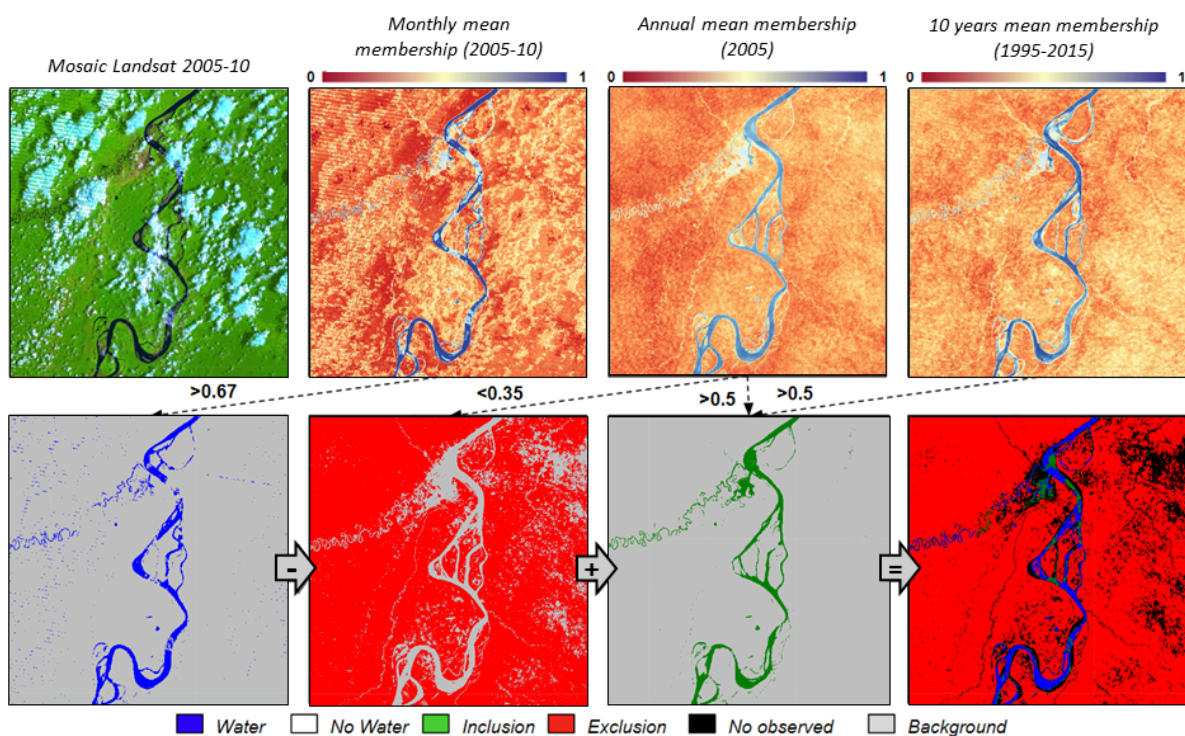 Mosaic Landsat 2005-10
Monthly mean
membership (2005-10)
Annual mean membership
(2005)
10 years mean membership
(1995-2015)
0 1
0 1
0 1
>0.67
<0.35
>0.5
>0.5
-
+
=
Water No Water Inclusion Exclusion No observed Background